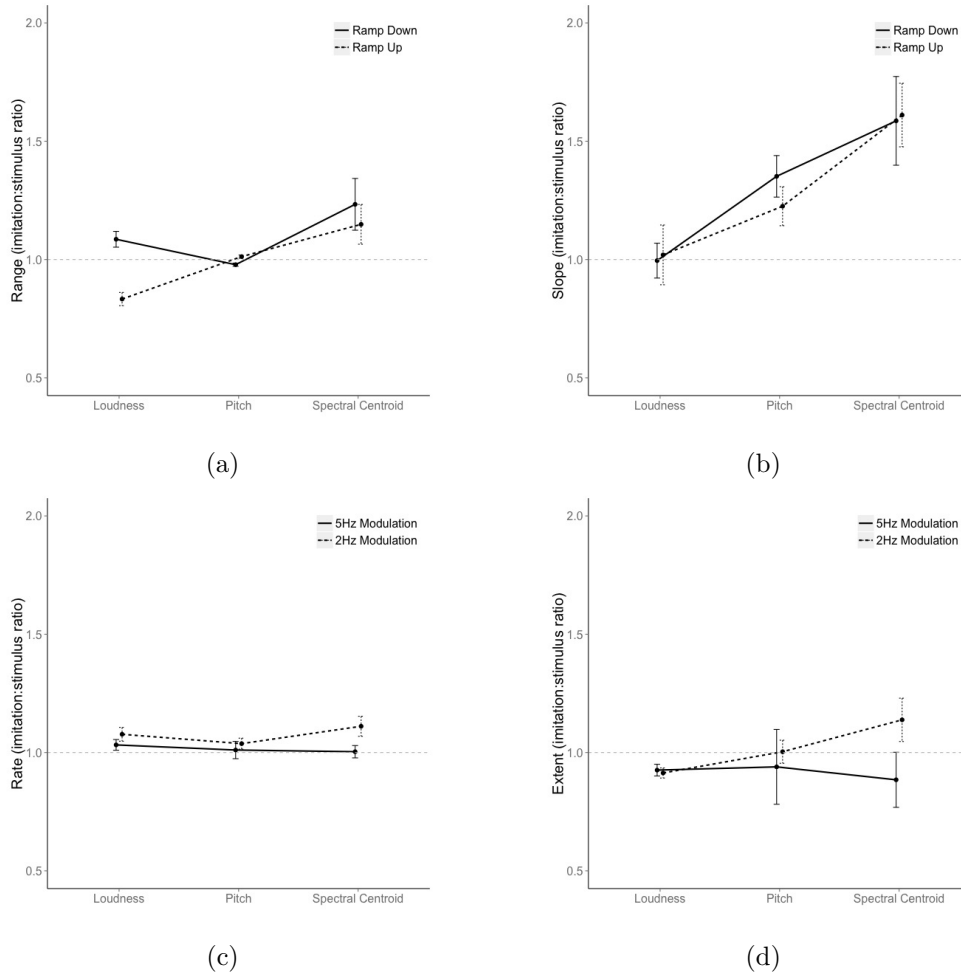 2.0
Ramp Down
Ramp Up
1.5
1.0
0.5
Range (imitation:stimulus ratio)
Loudness Pitch Spectral Centroid
(a)
2.0
Ramp Down
Ramp Up
1.5
1.0
0.5
Slope (imitation:stimulus ratio)
Loudness Pitch Spectral Centroid
(b)
2.0
5Hz Modulation
2Hz Modulation
1.5
1.0
0.5
Rate (imitation:stimulus ratio)
Loudness Pitch Spectral Centroid
(c)
2.0
5Hz Modulation
2Hz Modulation
1.5
1.0
0.5
Extent (imitation:stimulus ratio)
Loudness Pitch Spectral Centroid
(d)